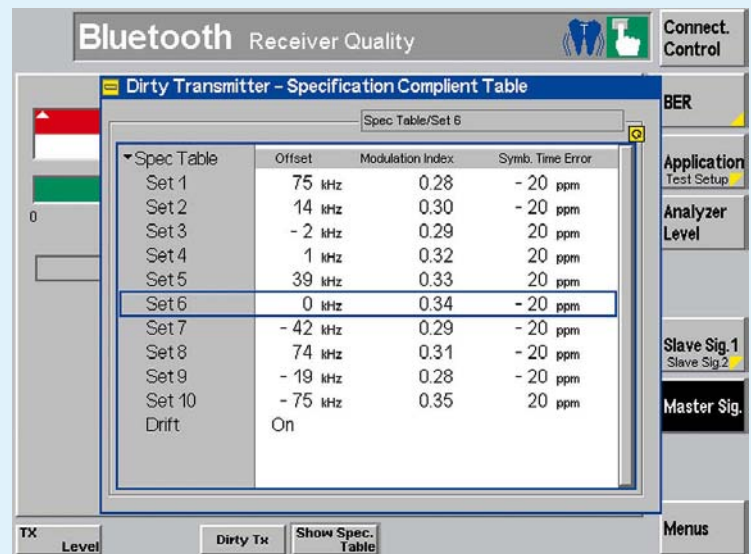 Bluetooth Receiver Quality
Connect. Control
Dirty Transmitter – Specification Complient Table
BER
Spec Table/Set 6
Spec Table Offset Modulation Index Symb. Time Error
Set 1 75 kHz 0.28 - 20 ppm
Set 2 14 kHz 0.30 - 20 ppm
Set 3 - 2 kHz 0.29 20 ppm
Set 4 1 kHz 0.32 20 ppm
Set 5 39 kHz 0.33 20 ppm
Set 6 0 kHz 0.34 - 20 ppm
Set 7 - 42 kHz 0.29 - 20 ppm
Set 8 74 kHz 0.31 - 20 ppm
Set 9 - 19 kHz 0.28 - 20 ppm
Set 10 - 75 kHz 0.35 20 ppm
Drift On
0
Application
Test Setup
Analyzer
Level
Slave Sig.1
Slave Sig.2
Master Sig.
TX
Level
Dirty Tx
Show Spec.
Table
Menus